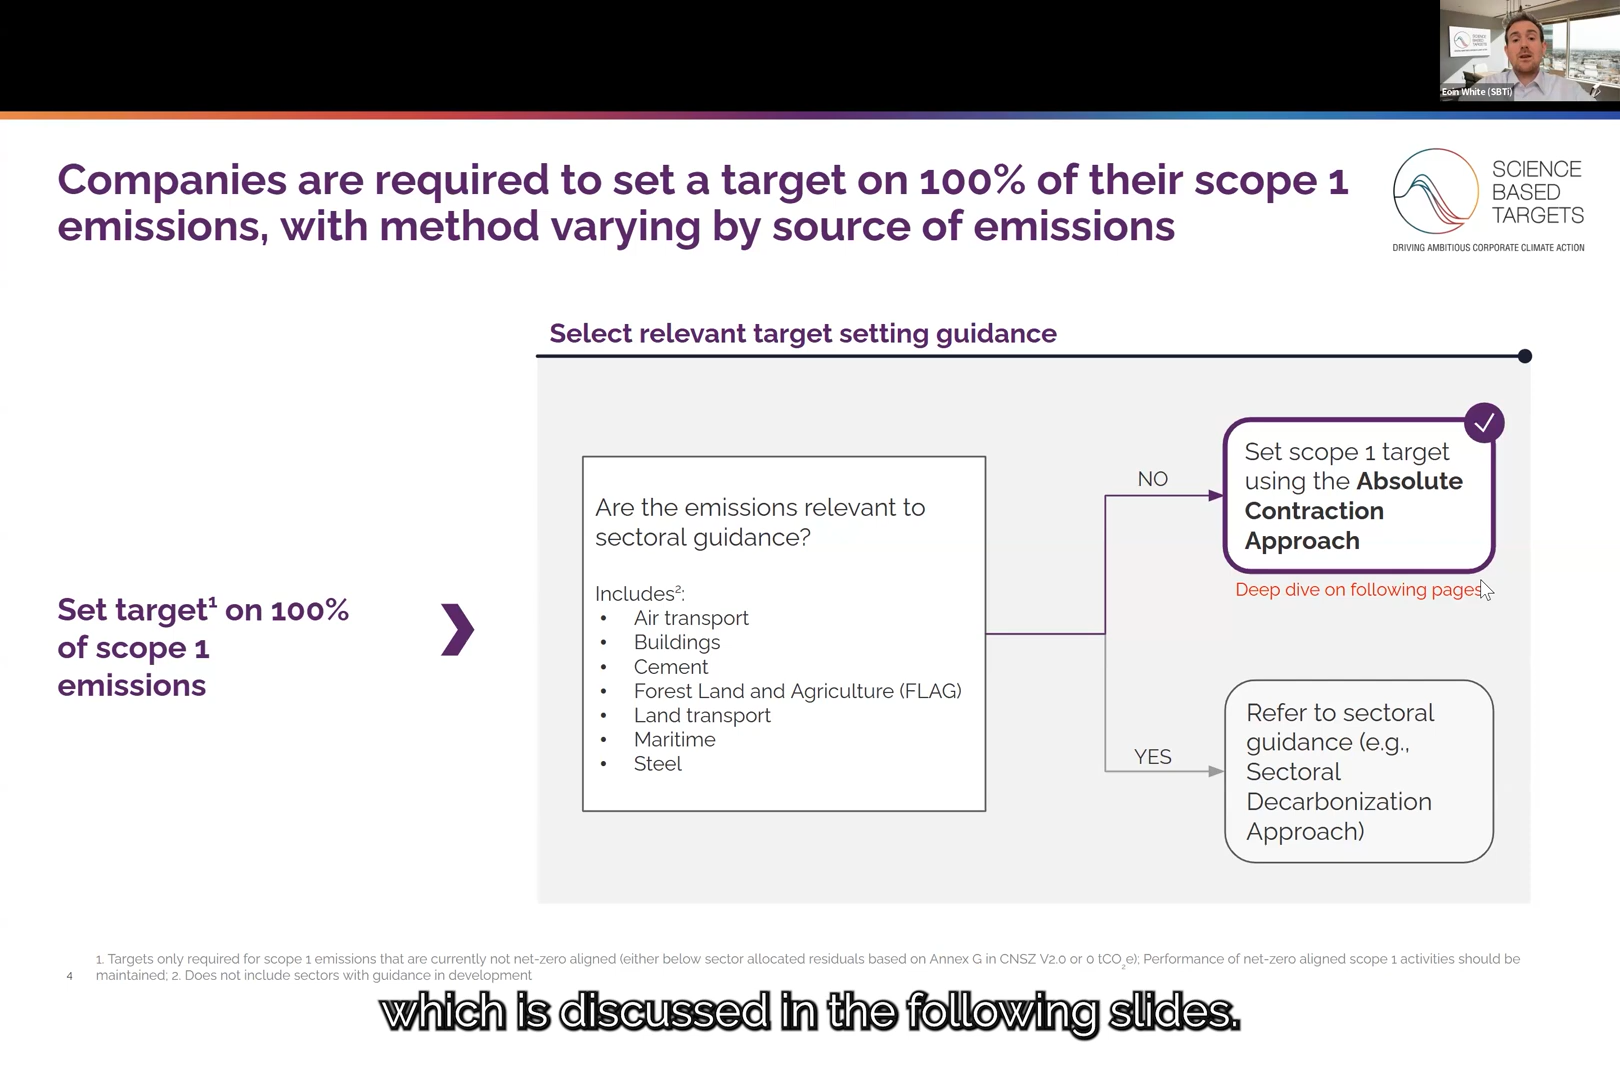 Eoin White (SBTi)
Companies are required to set a target on 100% of their scope 1
emissions, with method varying by source of emissions
SCIENCE
BASED
TARGETS
DRIVING AMBITIOUS CORPORATE CLIMATE ACTION
Select relevant target setting guidance
Set target¹ on 100%
of scope 1
emissions
Are the emissions relevant to
sectoral guidance?
Includes²:
• Air transport
• Buildings
• Cement
• Forest Land and Agriculture (FLAG)
• Land transport
• Maritime
• Steel
NO
Set scope 1 target
using the Absolute
Contraction
Approach
Deep dive on following pages
YES
Refer to sectoral
guidance (e.g.,
Sectoral
Decarbonization
Approach)
1. Targets only required for scope 1 emissions that are currently not net-zero aligned (either below sector allocated residuals based on Annex G in CNSZ V2.0 or 0 tCO₂e); Performance of net-zero aligned scope 1 activities should be
maintained; 2. Does not include sectors with guidance in development
4
which is discussed in the following slides.